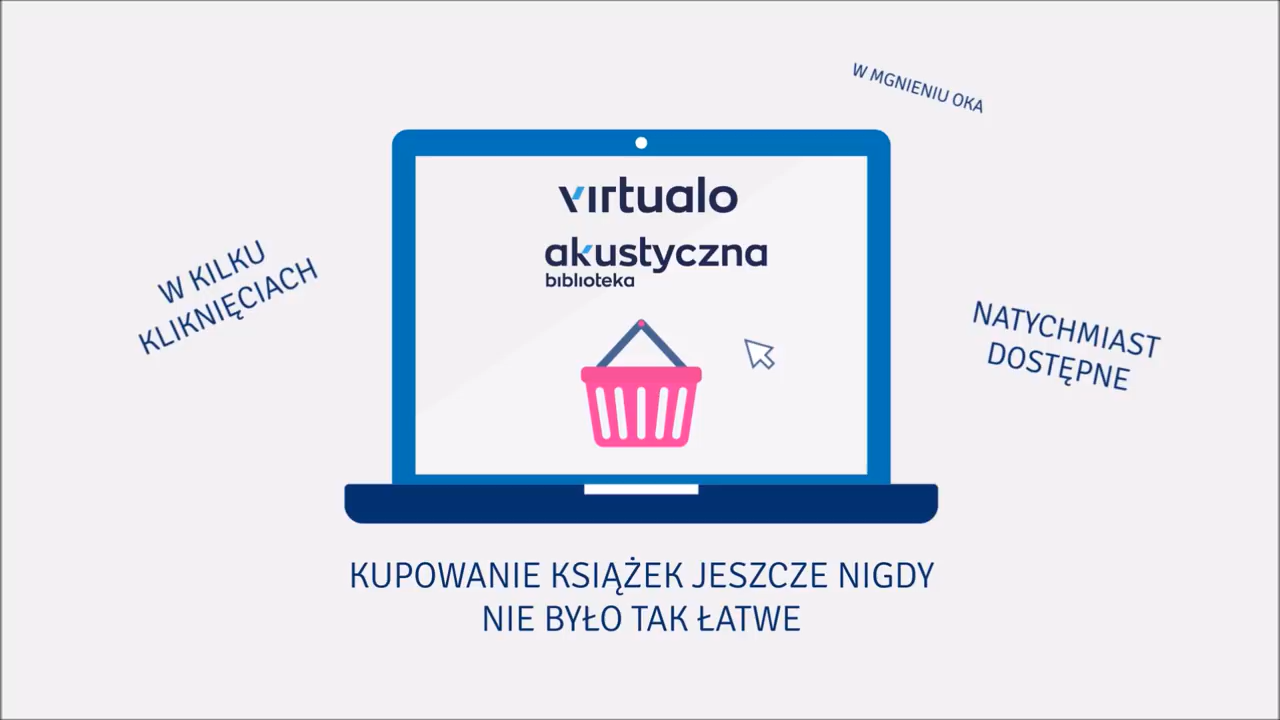 W MGNIENIU OKA
virtualo
akustyczna
biblioteka
W KILKU
KLIKNIĘCIACH
NATYCHMIAST
DOSTĘPNE
KUPOWANIE KSIĄŻEK JESZCZE NIGDY
NIE BYŁO TAK ŁATWE